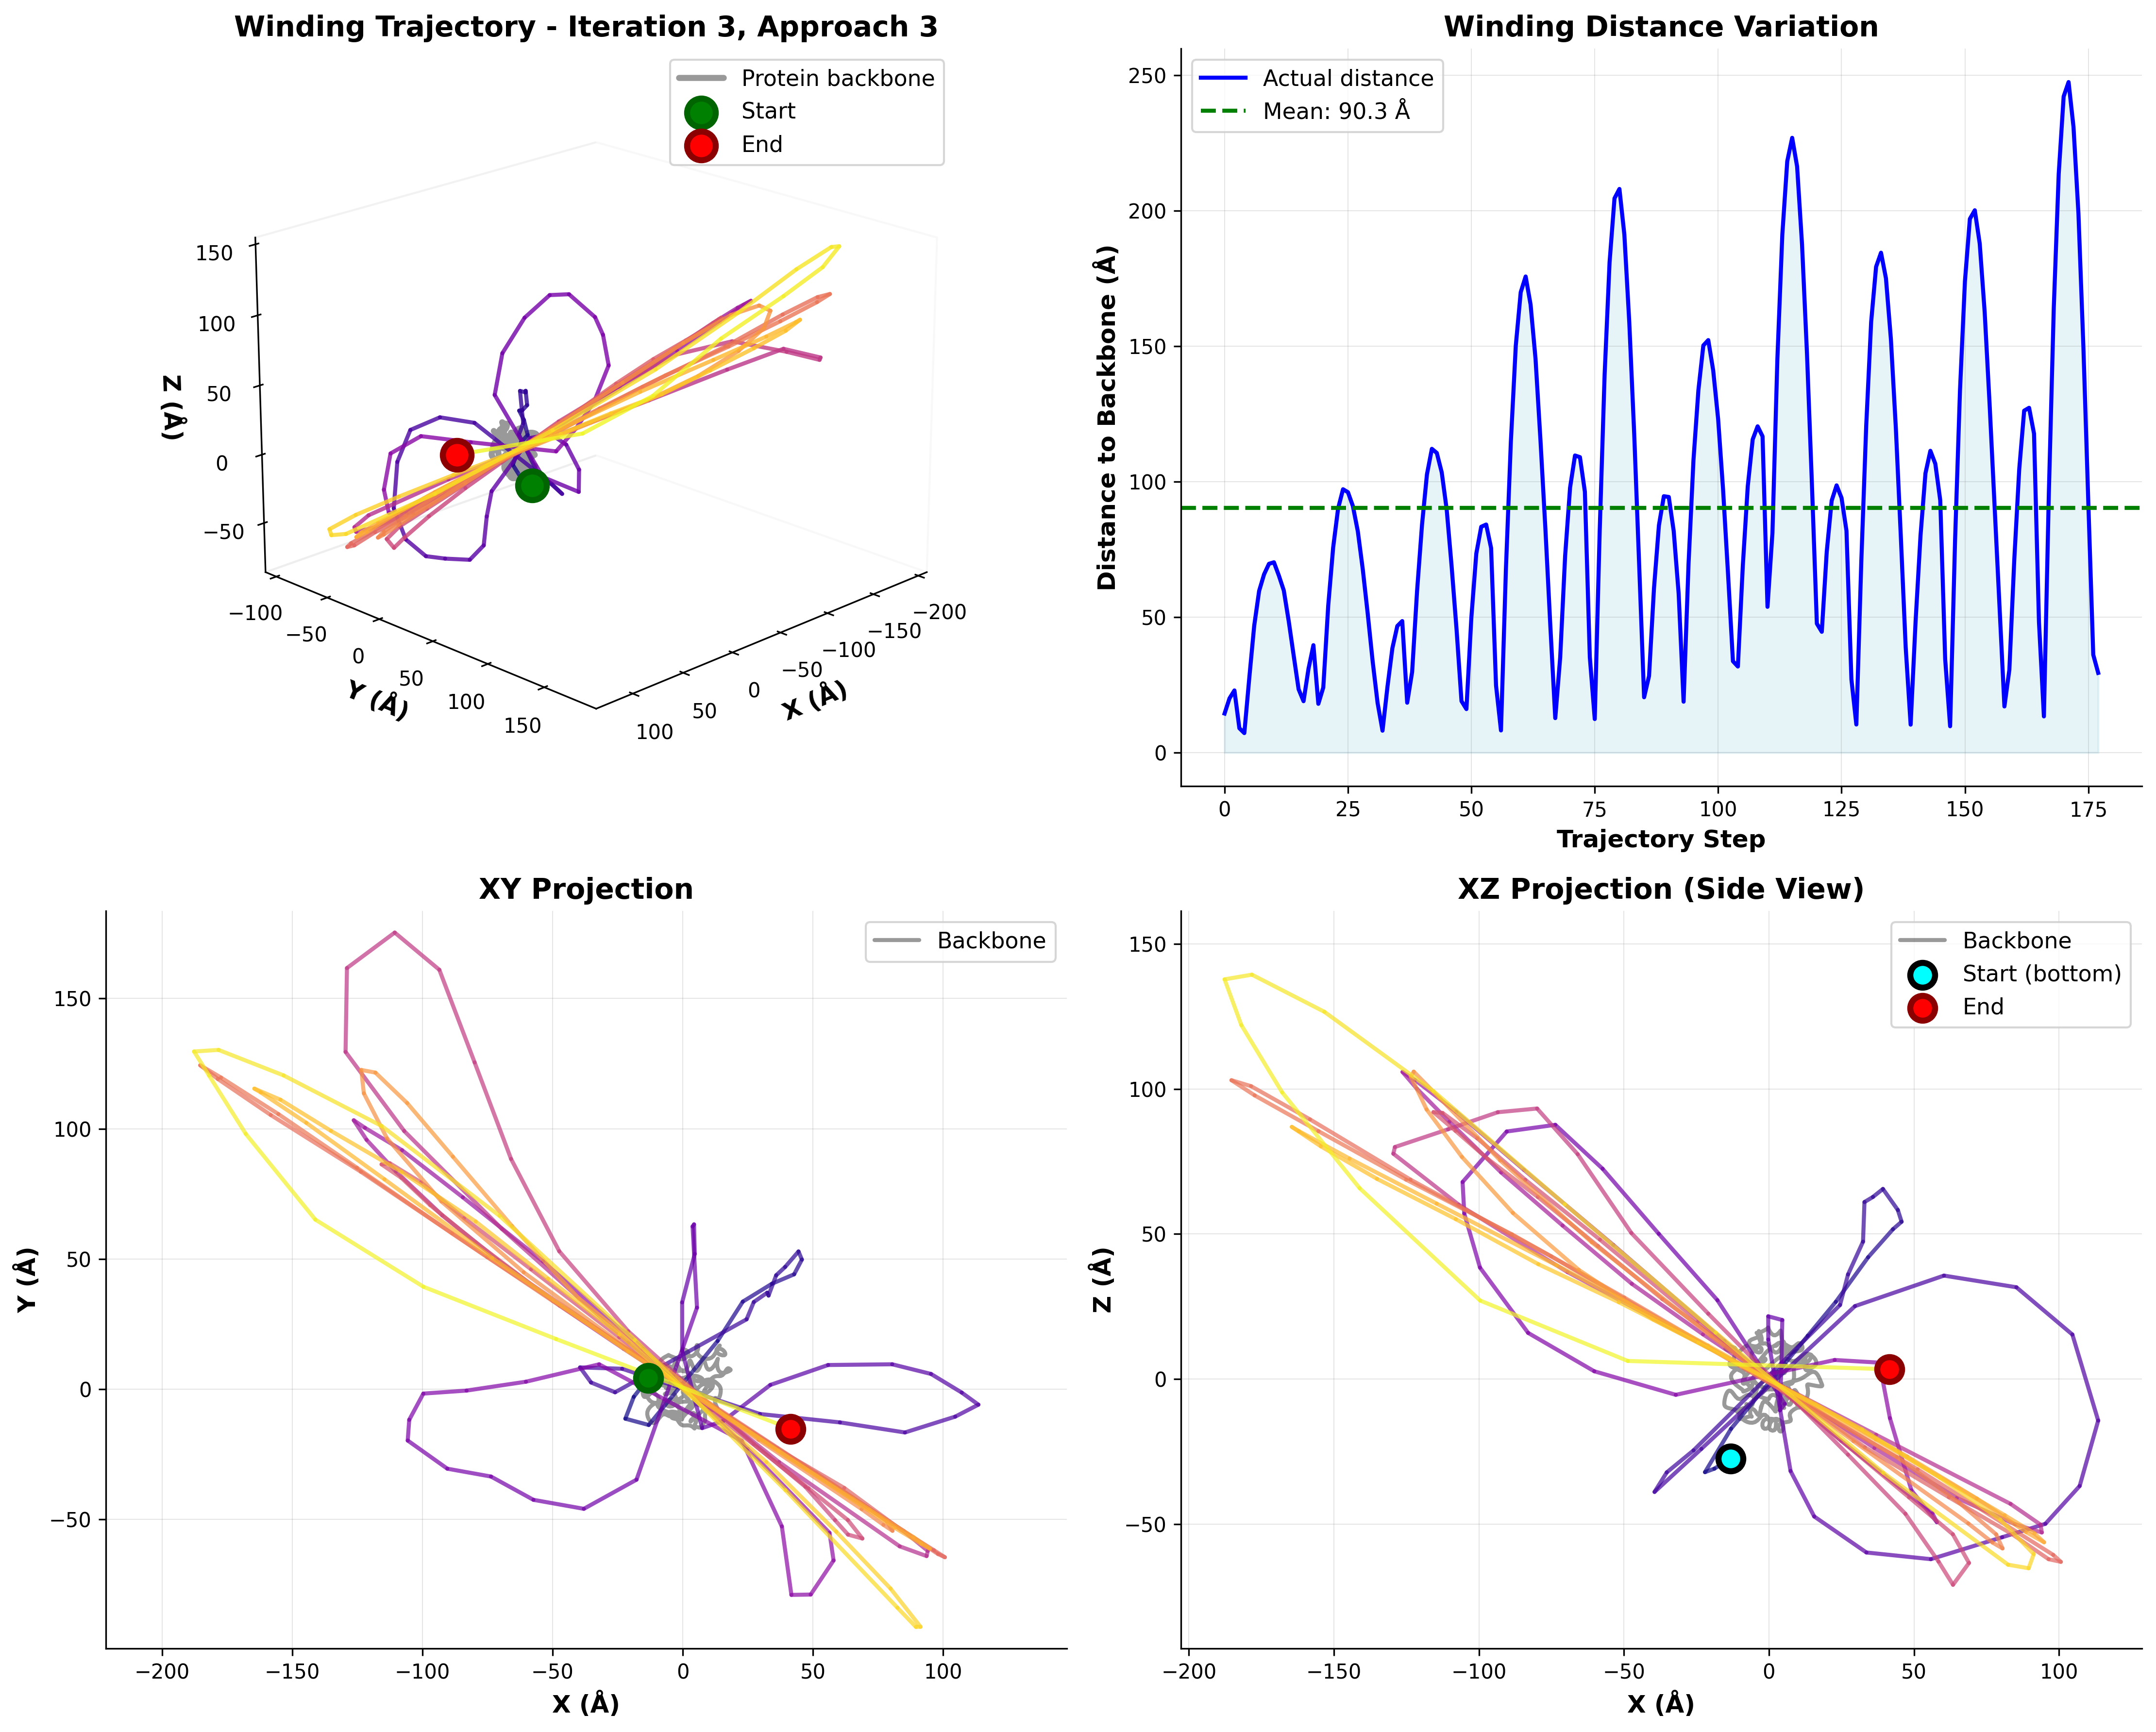 Winding Trajectory - Iteration 3, Approach 3
Protein backbone
Start
End
Z (Å)
150
100
50
0
−50
−100
−50
0
50
100
150
Y (Å)
−200
−150
−100
−50
0
50
100
X (Å)
Winding Distance Variation
Actual distance
Mean: 90.3 Å
Distance to Backbone (Å)
250
200
150
100
50
0
0 25 50 75 100 125 150 175
Trajectory Step
XY Projection
Backbone
Y (Å)
150
100
50
0
−50
−200 −150 −100 −50 0 50 100
X (Å)
XZ Projection (Side View)
Backbone
Start (bottom)
End
Z (Å)
150
100
50
0
−50
−200 −150 −100 −50 0 50 100
X (Å)